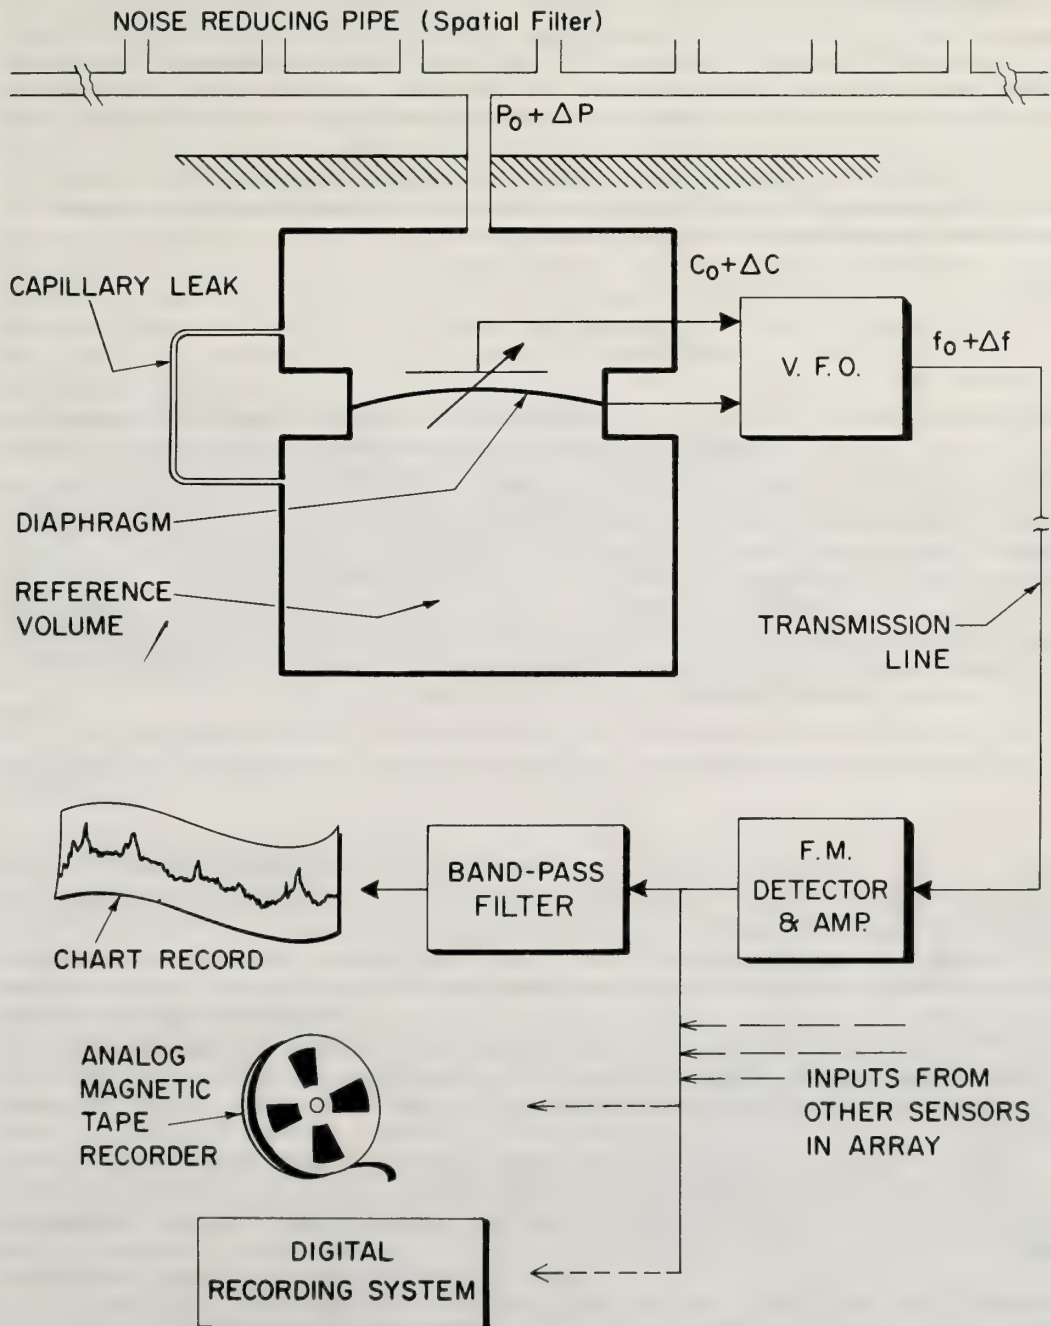 NOISE REDUCING PIPE (Spatial Filter)
P₀ + ΔP
CAPILLARY LEAK
C₀ + ΔC
V. F. O.
f₀ + Δf
DIAPHRAGM
REFERENCE
VOLUME
TRANSMISSION
LINE
CHART RECORD
BAND-PASS
FILTER
F. M.
DETECTOR
& AMP.
ANALOG
MAGNETIC
TAPE
RECORDER
INPUTS FROM
OTHER SENSORS
IN ARRAY
DIGITAL
RECORDING SYSTEM